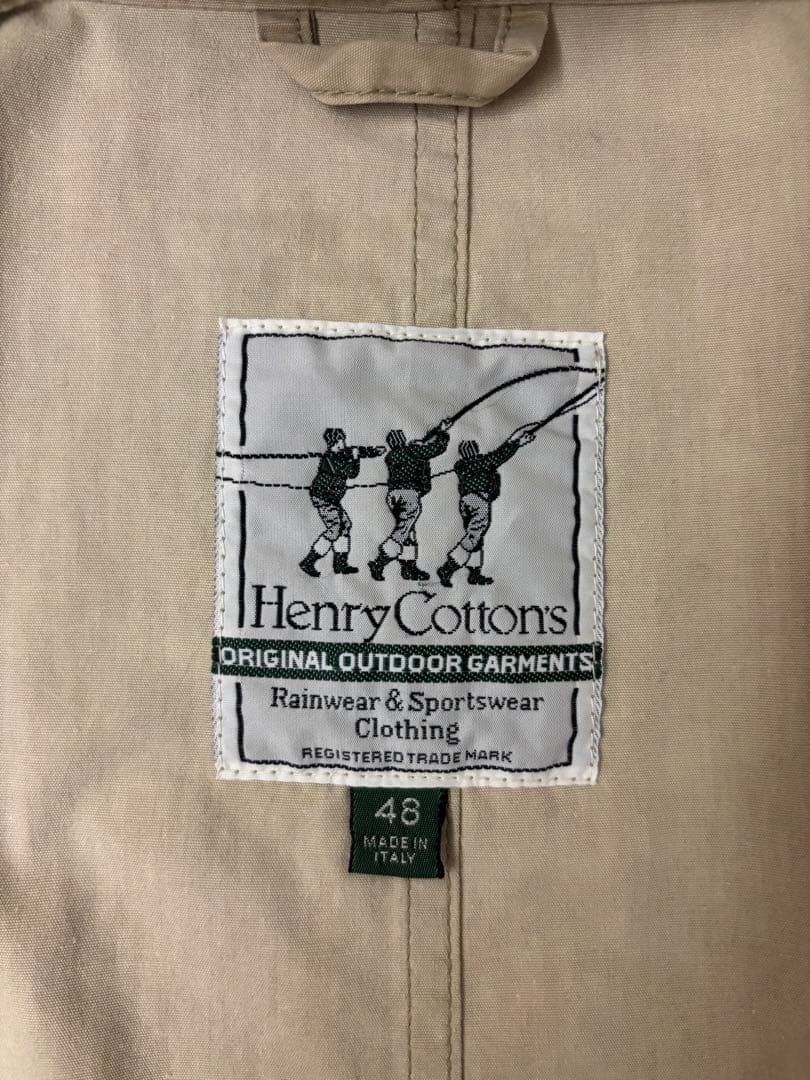 Henry Cotton's
ORIGINAL OUTDOOR GARMENTS
Rainwear & Sportswear
Clothing
REGISTERED TRADE MARK
48
MADE IN
ITALY